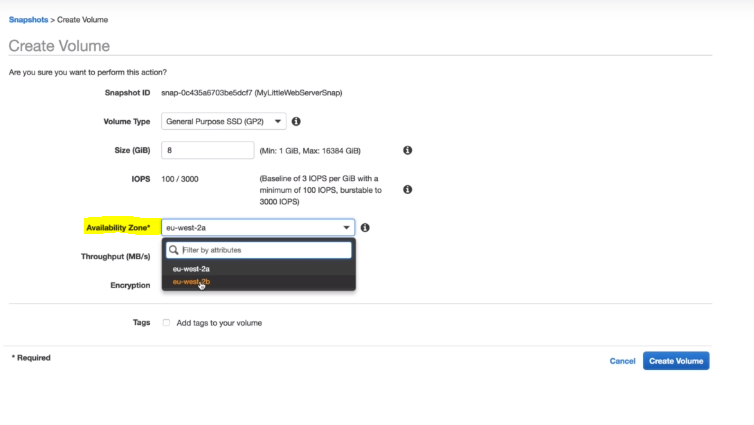 Snapshots > Create Volume
Create Volume
Are you sure you want to perform this action?
Snapshot ID snap-0c435a6703be5dcf7 (MyLittleWebServerSnap)
Volume Type General Purpose SSD (GP2)
Size (GiB) 8 (Min: 1 GiB, Max: 16384 GiB)
IOPS 100 / 3000 (Baseline of 3 IOPS per GiB with a
minimum of 100 IOPS, burstable to
3000 IOPS)
Availability Zone* eu-west-2a
Filter by attributes
Throughput (MB/s)
eu-west-2a
eu-west-2b
Encryption
Tags Add tags to your volume
* Required
Cancel Create Volume